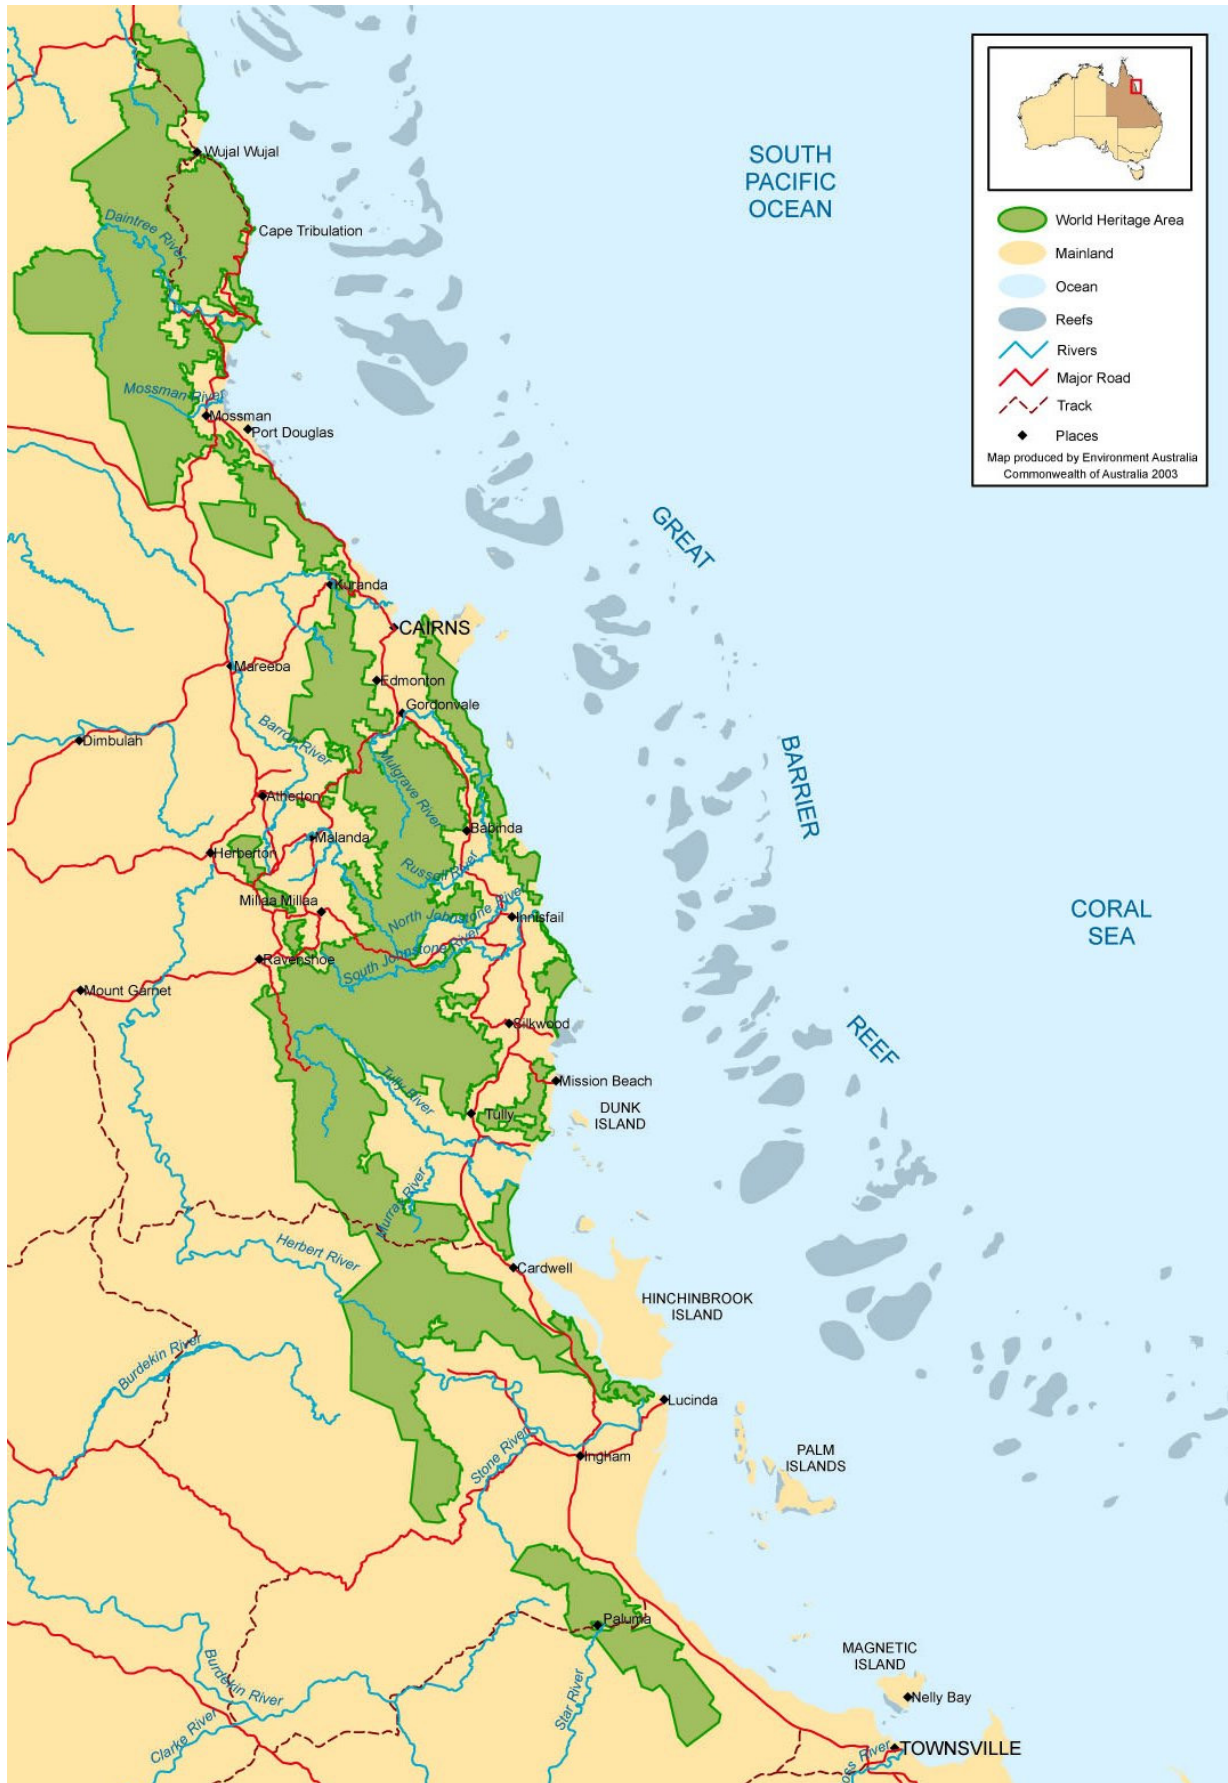 SOUTH
PACIFIC
OCEAN
World Heritage Area
Mainland
Ocean
Reefs
Rivers
Major Road
Track
Places
Map produced by Environment Australia
Commonwealth of Australia 2003
Wujal Wujal
Daintree River
Cape Tribulation
Mossman River
Mossman
Port Douglas
GREAT
Kuranda
CAIRNS
Mareeba
Edmonton
Gordonvale
Barron River
Dimbulah
BARRIER
Mulgrave River
Atherton
Babinda
Malanda
Herberton
Russell River
Millaa Millaa
North Johnstone River
Innisfail
CORAL
SEA
South Johnstone River
Ravenshoe
Mount Garnet
Silkwood
REEF
Mission Beach
Tully River
Tully
DUNK
ISLAND
Murray River
Herbert River
Cardwell
HINCHINBROOK
ISLAND
Burdekin River
Lucinda
Stone River
Ingham
PALM
ISLANDS
Paluma
MAGNETIC
ISLAND
Burdekin River
Star River
Nelly Bay
Clarke River
TOWNSVILLE
River